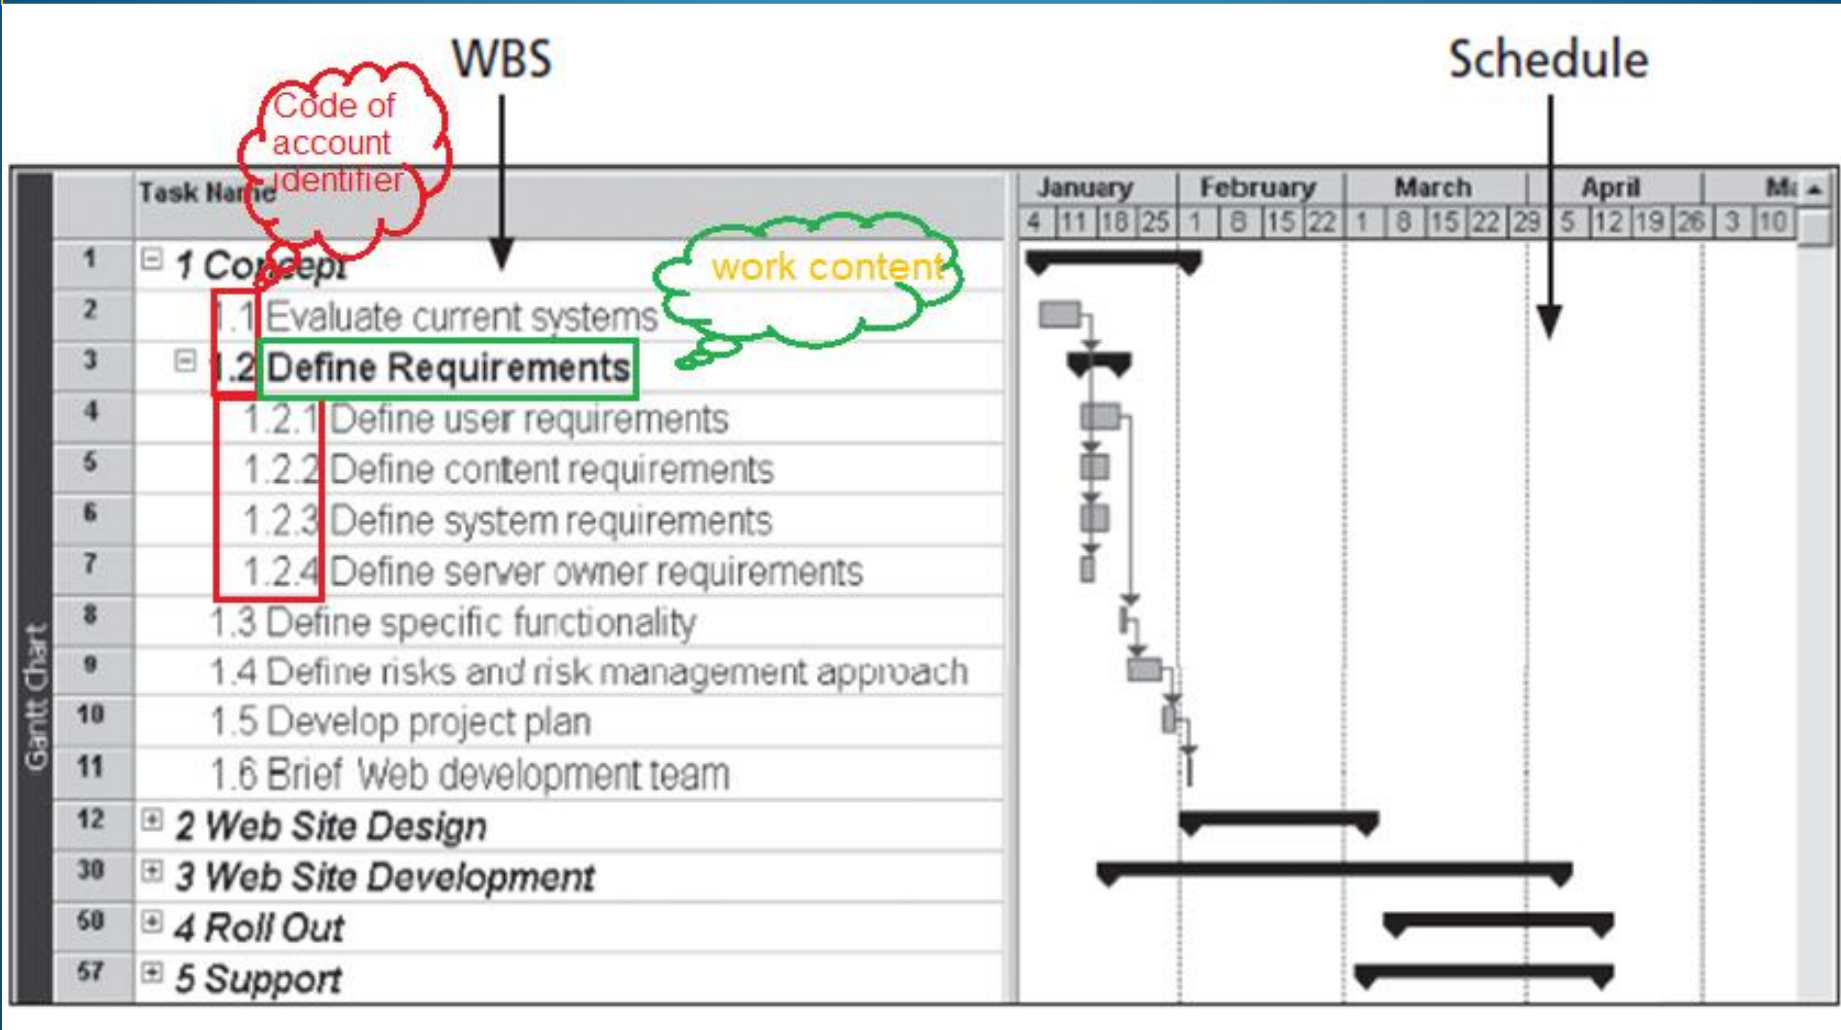 WBS
Schedule
Code of
account
identifier
Task Name
January February March April Ma
4 11 18 25 1 8 15 22 1 8 15 22 29 5 12 19 26 3 10
work content
1 1 Concept
2 1.1 Evaluate current systems
3 1.2 Define Requirements
4 1.2.1 Define user requirements
5 1.2.2 Define content requirements
6 1.2.3 Define system requirements
7 1.2.4 Define server owner requirements
8 1.3 Define specific functionality
9 1.4 Define risks and risk management approach
10 1.5 Develop project plan
11 1.6 Brief Web development team
12 2 Web Site Design
30 3 Web Site Development
50 4 Roll Out
57 5 Support
Gantt Chart